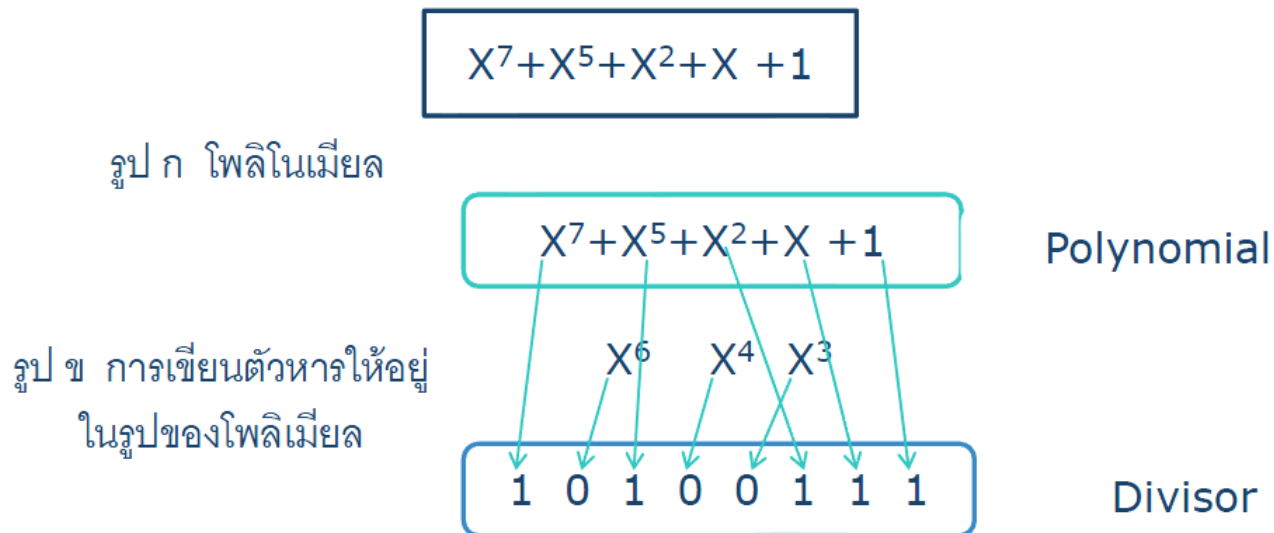 X⁷+X⁵+X²+X +1
รูป ก โพลิโนเมียล
X⁷+X⁵+X²+X +1 Polynomial
X⁶ X⁴ X³
รูป ข การเขียนตัวหารให้อยู่
ในรูปของโพลิเมียล
1 0 1 0 0 1 1 1 Divisor